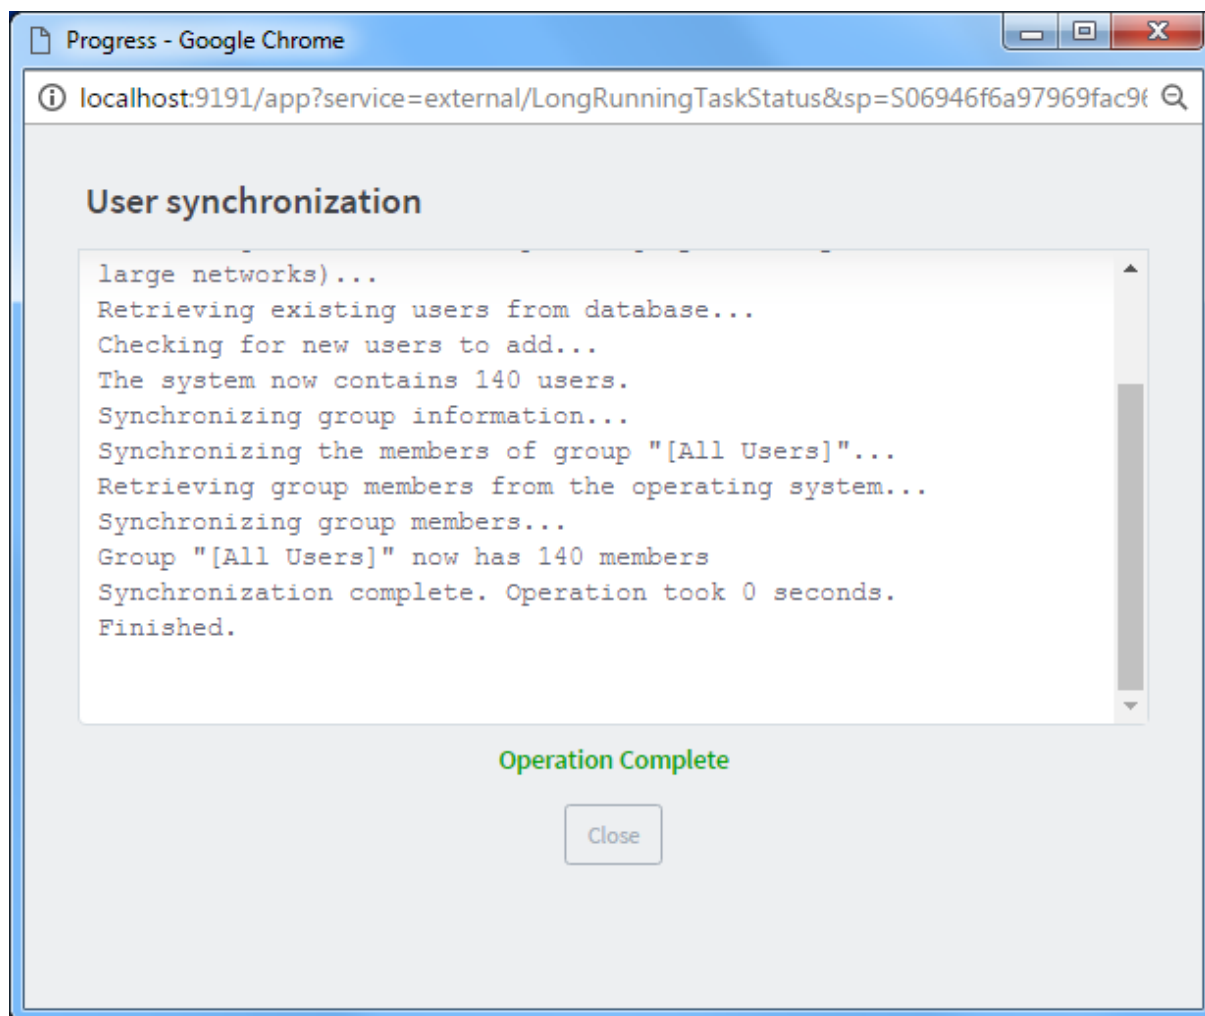 Progress - Google Chrome
localhost:9191/app?service=external/LongRunningTaskStatus&sp=S06946f6a97969fac96
User synchronization
large networks)...
Retrieving existing users from database...
Checking for new users to add...
The system now contains 140 users.
Synchronizing group information...
Synchronizing the members of group "[All Users]"...
Retrieving group members from the operating system...
Synchronizing group members...
Group "[All Users]" now has 140 members
Synchronization complete. Operation took 0 seconds.
Finished.
Operation Complete
Close